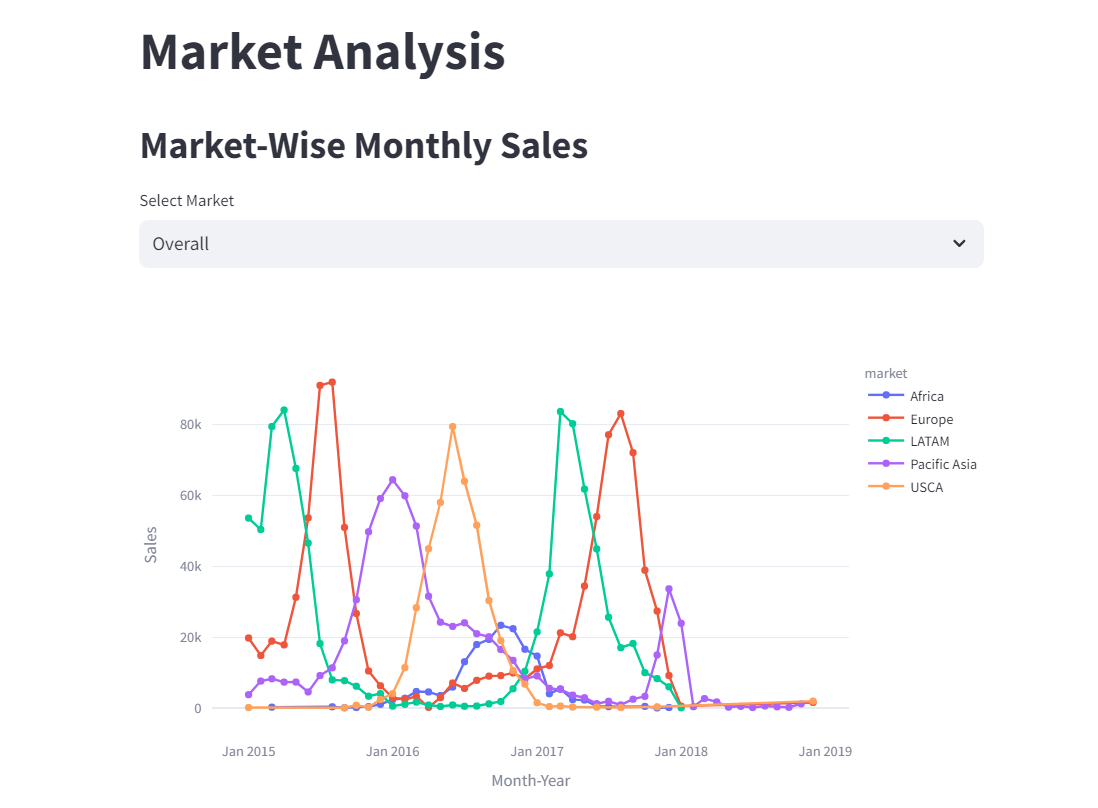 Market Analysis
Market-Wise Monthly Sales
Select Market
Overall
market
Africa
Europe
LATAM
Pacific Asia
USCA
80k
60k
40k
20k
0
Sales
Jan 2015 Jan 2016 Jan 2017 Jan 2018 Jan 2019
Month-Year